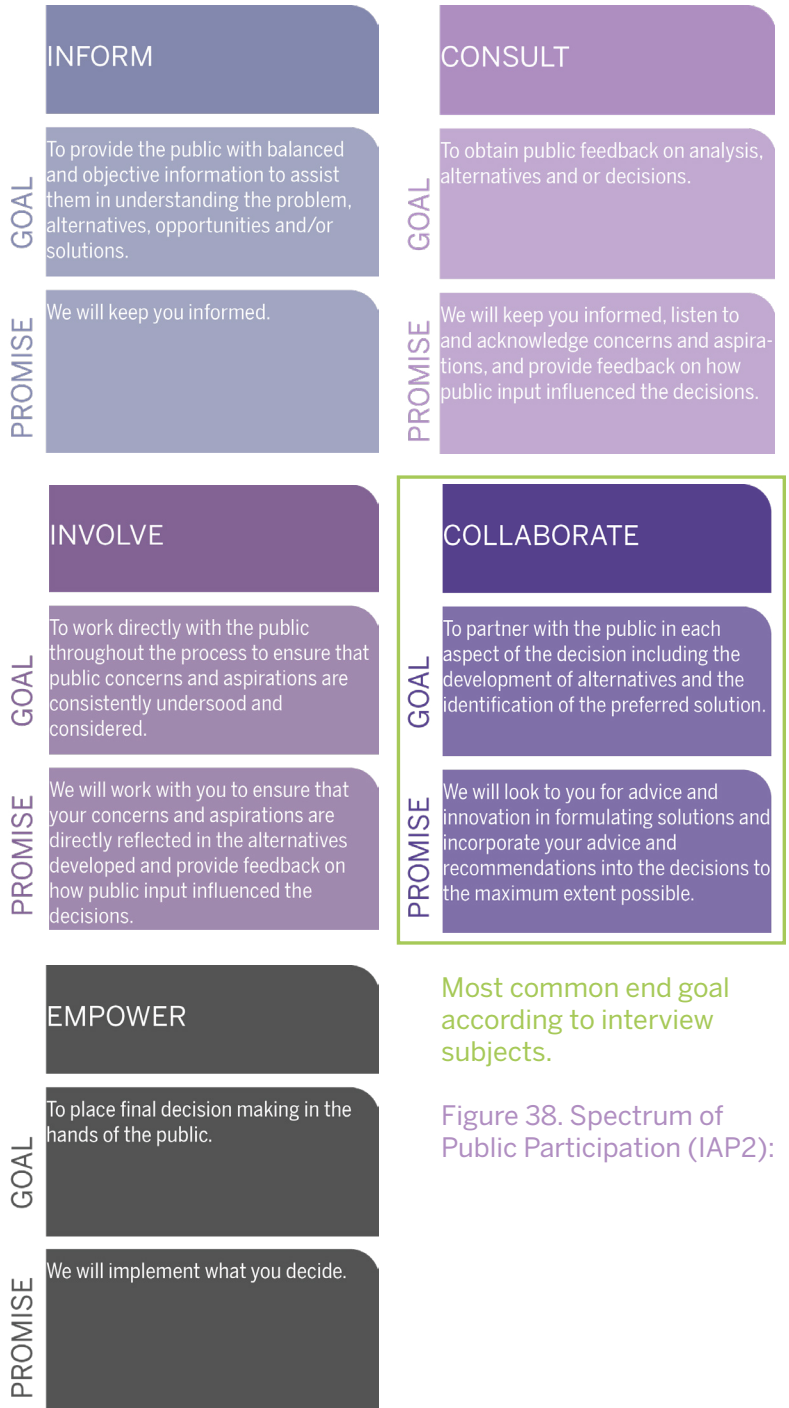 INFORM
GOAL
To provide the public with balanced
and objective information to assist
them in understanding the problem,
alternatives, opportunities and/or
solutions.
PROMISE
We will keep you informed.
CONSULT
GOAL
To obtain public feedback on analysis,
alternatives and or decisions.
PROMISE
We will keep you informed, listen to
and acknowledge concerns and aspira-
tions, and provide feedback on how
public input influenced the decisions.
INVOLVE
GOAL
To work directly with the public
throughout the process to ensure that
public concerns and aspirations are
consistently undersood and
considered.
PROMISE
We will work with you to ensure that
your concerns and aspirations are
directly reflected in the alternatives
developed and provide feedback on
how public input influenced the
decisions.
COLLABORATE
GOAL
To partner with the public in each
aspect of the decision including the
development of alternatives and the
identification of the preferred solution.
PROMISE
We will look to you for advice and
innovation in formulating solutions and
incorporate your advice and
recommendations into the decisions to
the maximum extent possible.
EMPOWER
GOAL
To place final decision making in the
hands of the public.
PROMISE
We will implement what you decide.
Most common end goal
according to interview
subjects.
Figure 38. Spectrum of
Public Participation (IAP2):